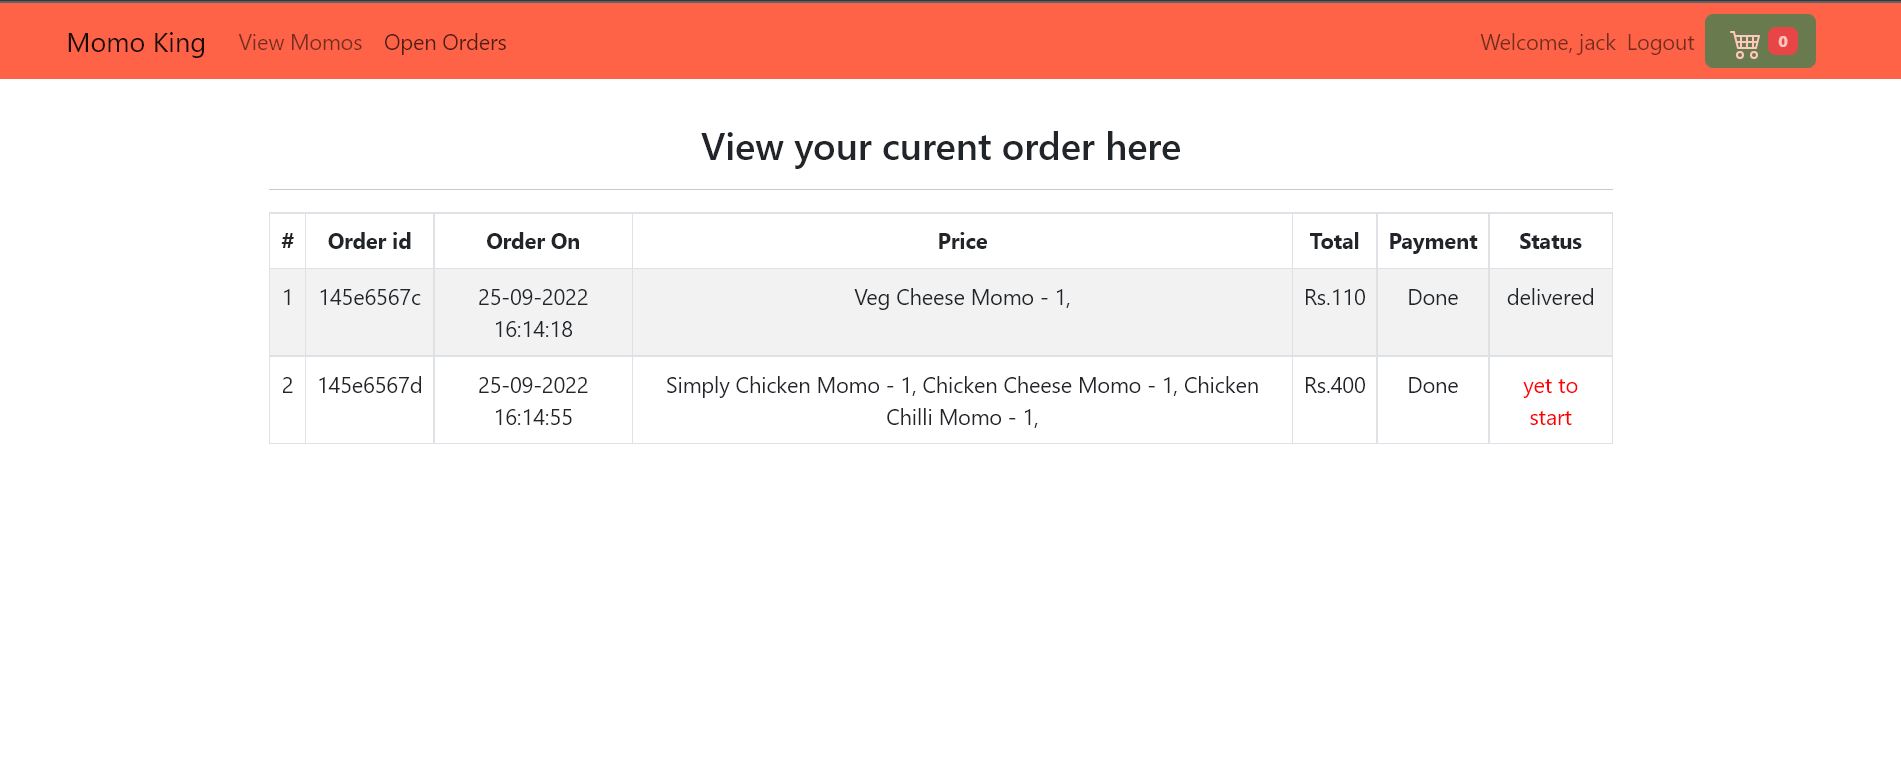 Momo King View Momos Open Orders Welcome, jack Logout 0
View your curent order here
# Order id Order On Price Total Payment Status
1 145e6567c 25-09-2022 Veg Cheese Momo - 1, Rs.110 Done delivered
16:14:18
2 145e6567d 25-09-2022 Simply Chicken Momo - 1, Chicken Cheese Momo - 1, Chicken Rs.400 Done yet to
16:14:55 Chilli Momo - 1, start